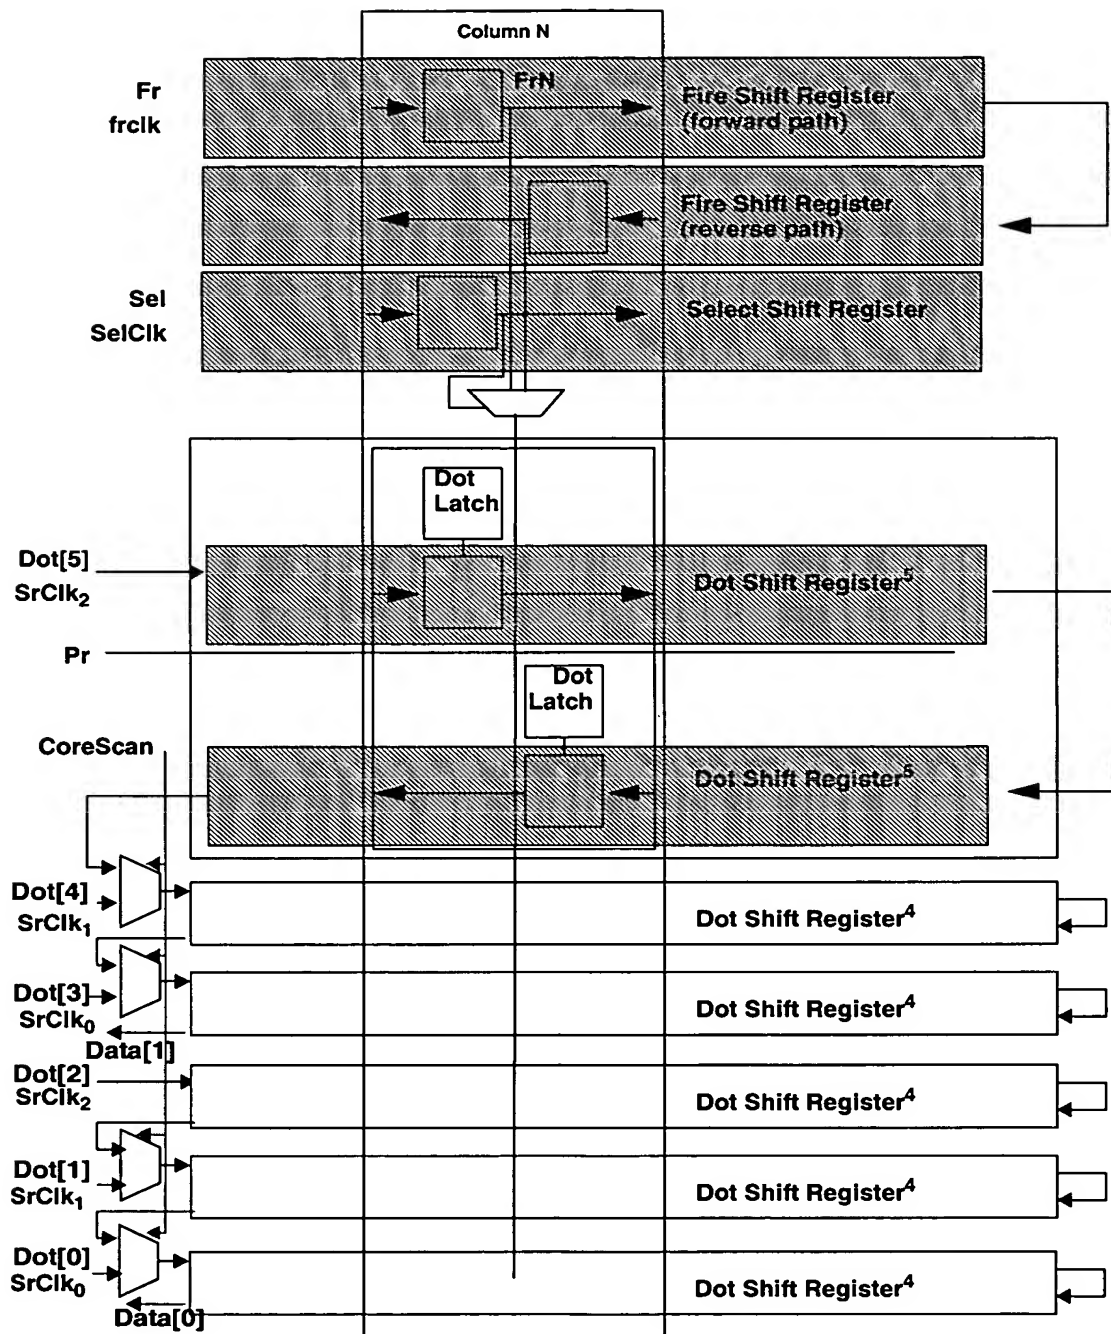 Column N
Fr
frclk
FrN
Fire Shift Register
(forward path)
Fire Shift Register
(reverse path)
Sel
SelClk
Select Shift Register
Dot
Latch
Dot[5]
SrClk₂
Dot Shift Register⁵
Pr
Dot
Latch
CoreScan
Dot Shift Register⁵
Dot[4]
SrClk₁
Dot Shift Register⁴
Dot[3]
SrClk₀
Dot Shift Register⁴
Data[1]
Dot[2]
SrClk₂
Dot Shift Register⁴
Dot[1]
SrClk₁
Dot Shift Register⁴
Dot[0]
SrClk₀
Dot Shift Register⁴
Data[0]